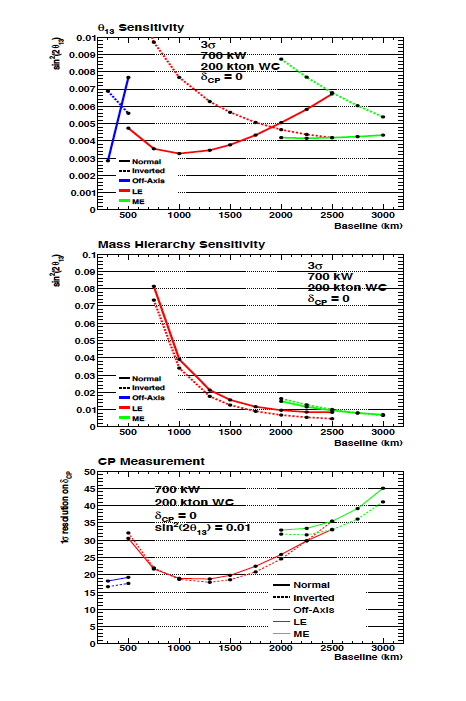 θ13 Sensitivity
sin²(2θ13)
0.01
0.009
0.008
0.007
0.006
0.005
0.004
0.003
0.002
0.001
0
3σ
700 kW
200 kton WC
δCP = 0
Normal
Inverted
Off-Axis
LE
ME
500 1000 1500 2000 2500 3000
Baseline (km)
Mass Hierarchy Sensitivity
sin²(2θ13)
0.1
0.09
0.08
0.07
0.06
0.05
0.04
0.03
0.02
0.01
0
3σ
700 kW
200 kton WC
δCP = 0
Normal
Inverted
Off-Axis
LE
ME
500 1000 1500 2000 2500 3000
Baseline (km)
CP Measurement
1σ resolution on δCP
50
45
40
35
30
25
20
15
10
5
0
700 kW
200 kton WC
δCP = 0
sin²(2θ13) = 0.01
Normal
Inverted
Off-Axis
LE
ME
500 1000 1500 2000 2500 3000
Baseline (km)